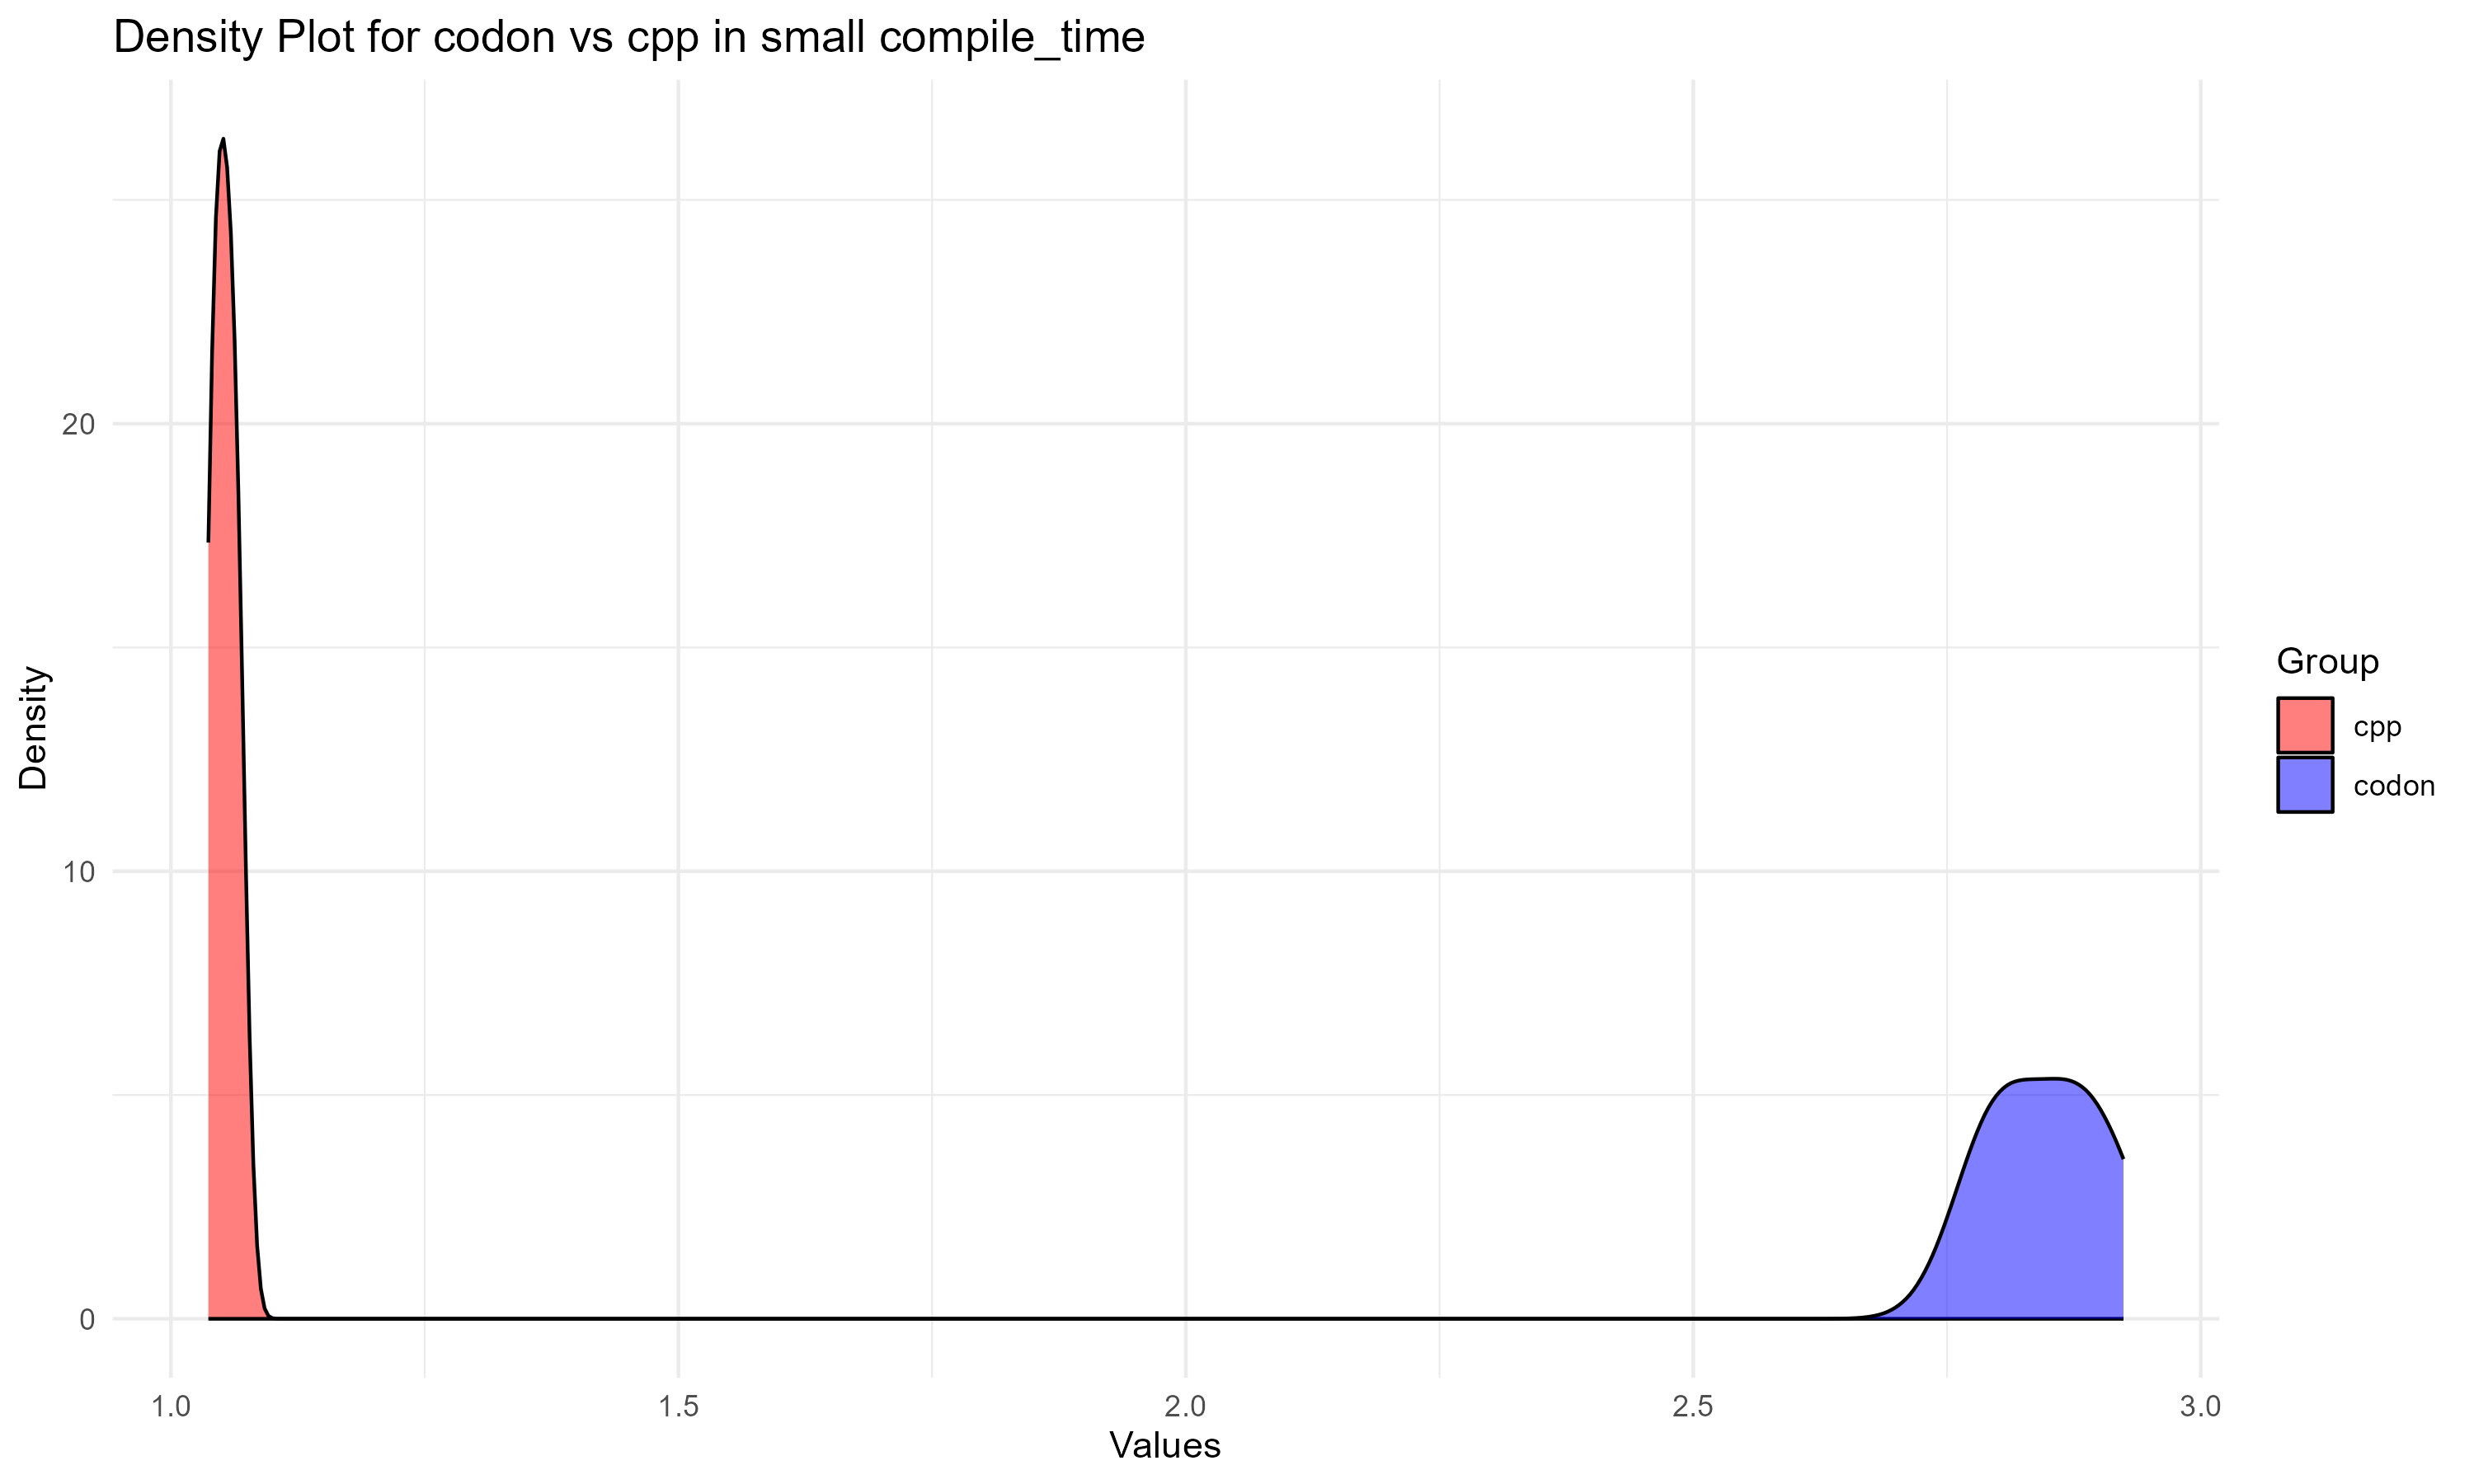 Density Plot for codon vs cpp in small compile_time
Density
20
10
0
1.0 1.5 2.0 2.5 3.0
Values
Group
cpp
codon